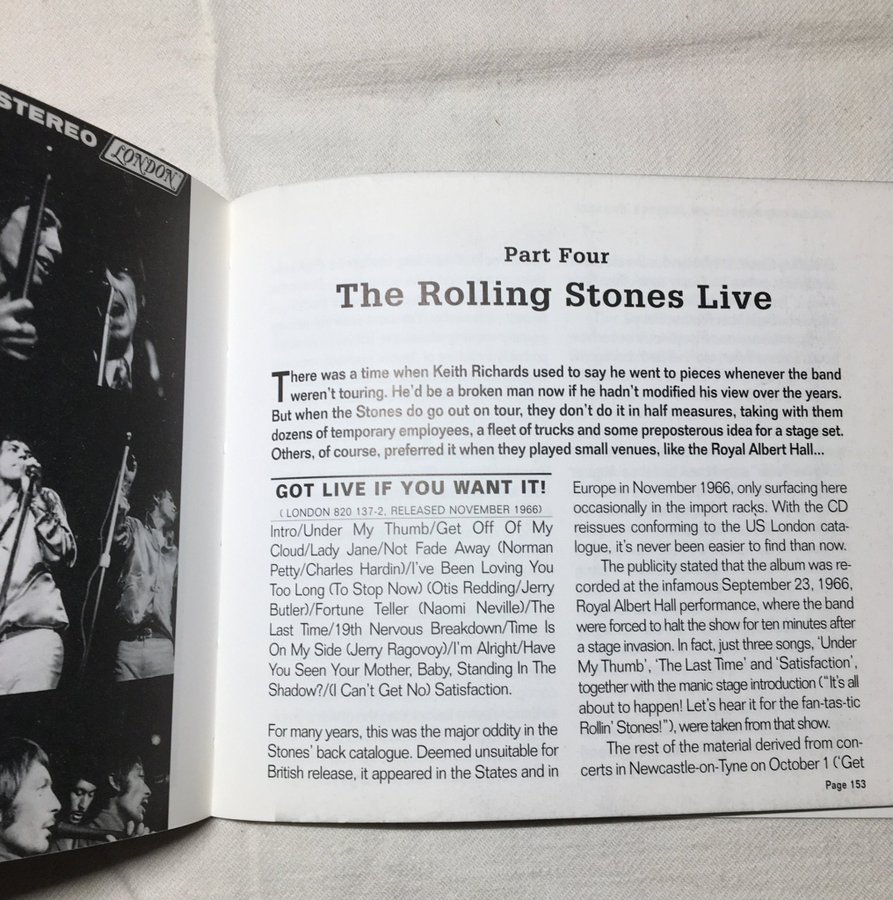 STEREO
LONDON
Part Four
The Rolling Stones Live
There was a time when Keith Richards used to say he went to pieces whenever the band
weren't touring. He'd be a broken man now if he hadn't modified his view over the years.
But when the Stones do go out on tour, they don't do it in half measures, taking with them
dozens of temporary employees, a fleet of trucks and some preposterous idea for a stage set.
Others, of course, preferred it when they played small venues, like the Royal Albert Hall...
GOT LIVE IF YOU WANT IT!
( LONDON 820 137-2, RELEASED NOVEMBER 1966)
Intro/Under My Thumb/Get Off Of My
Cloud/Lady Jane/Not Fade Away (Norman
Petty/Charles Hardin)/I've Been Loving You
Too Long (To Stop Now) (Otis Redding/Jerry
Butler)/Fortune Teller (Naomi Neville)/The
Last Time/19th Nervous Breakdown/Time Is
On My Side (Jerry Ragovoy)/I'm Alright/Have
You Seen Your Mother, Baby, Standing In The
Shadow?/(I Can't Get No) Satisfaction.
For many years, this was the major oddity in the
Stones' back catalogue. Deemed unsuitable for
British release, it appeared in the States and in
Europe in November 1966, only surfacing here
occasionally in the import racks. With the CD
reissues conforming to the US London cata-
logue, it's never been easier to find than now.
The publicity stated that the album was re-
corded at the infamous September 23, 1966,
Royal Albert Hall performance, where the band
were forced to halt the show for ten minutes after
a stage invasion. In fact, just three songs, 'Under
My Thumb', 'The Last Time' and 'Satisfaction',
together with the manic stage introduction ("It's all
about to happen! Let's hear it for the fan-tas-tic
Rollin' Stones!"), were taken from that show.
The rest of the material derived from con-
certs in Newcastle-on-Tyne on October 1 ('Get
Page 153